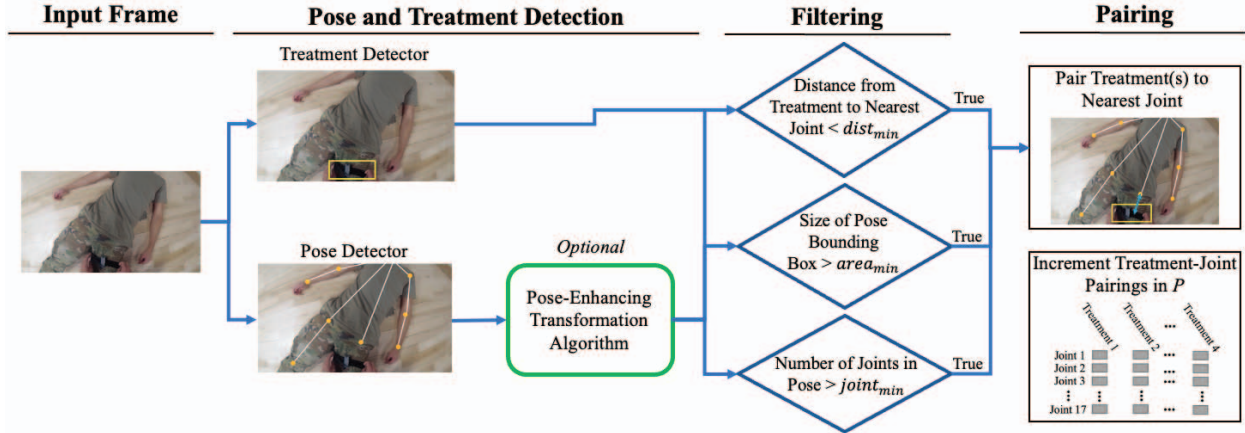 Input Frame
Pose and Treatment Detection
Filtering
Pairing
Treatment Detector
Pose Detector
Optional
Pose-Enhancing
Transformation
Algorithm
Distance from
Treatment to Nearest
Joint < dist_min
True
Size of Pose
Bounding
Box > area_min
True
Number of Joints in
Pose > joint_min
True
Pair Treatment(s) to
Nearest Joint
Increment Treatment-Joint
Pairings in P
Treatment 1
Treatment 2
...
Treatment 4
Joint 1
...
Joint 2
...
Joint 3
...
Joint 17
...